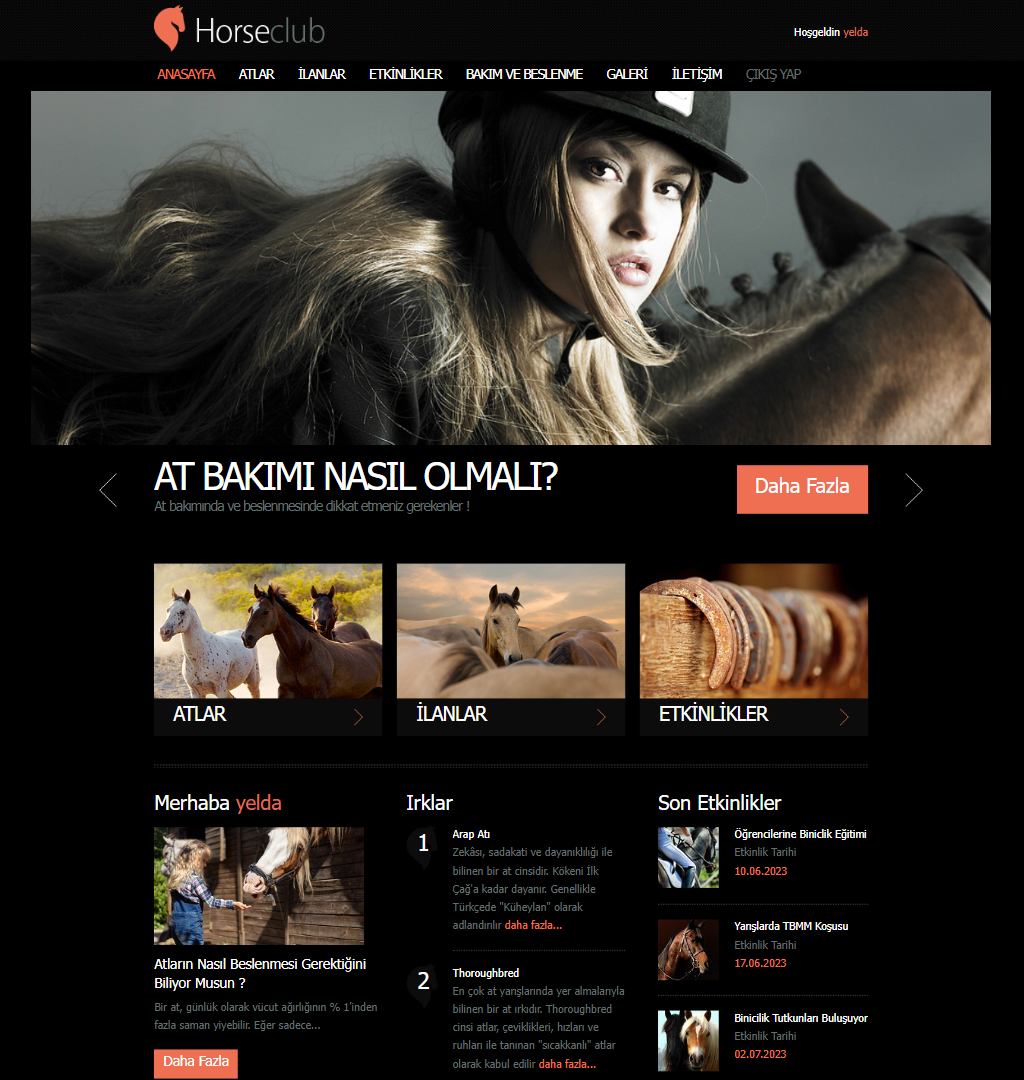 Horseclub
Hoşgeldin yelda
ANASAYFA ATLAR İLANLAR ETKİNLİKLER BAKIM VE BESLENME GALERİ İLETİŞİM ÇIKIŞ YAP
AT BAKIMI NASIL OLMALI?
At bakımında ve beslenmesinde dikkat etmeniz gerekenler !
Daha Fazla
ATLAR
İLANLAR
ETKİNLİKLER
Merhaba yelda
Atların Nasıl Beslenmesi Gerektiğini
Biliyor Musun ?
Bir at, günlük olarak vücut ağırlığının % 1'inden
fazla saman yiyebilir. Eğer sadece...
Daha Fazla
Irklar
1
Arap Atı
Zekâsı, sadakati ve dayanıklılığı ile
bilinen bir at cinsidir. Kökeni İlk
Çağ'a kadar dayanır. Genellikle
Türkçede "Küheylan" olarak
adlandırılır daha fazla...
2
Thoroughbred
En çok at yarışlarında yer almalarıyla
bilinen bir at ırkıdır. Thoroughbred
cinsi atlar, çeviklikleri, hızları ve
ruhları ile tanınan "sıcakkanlı" atlar
olarak kabul edilir daha fazla...
Son Etkinlikler
Öğrencilerine Biniclik Eğitimi
Etkinlik Tarihi
10.06.2023
Yarışlarda TBMM Koşusu
Etkinlik Tarihi
17.06.2023
Binicilik Tutkunları Buluşuyor
Etkinlik Tarihi
02.07.2023